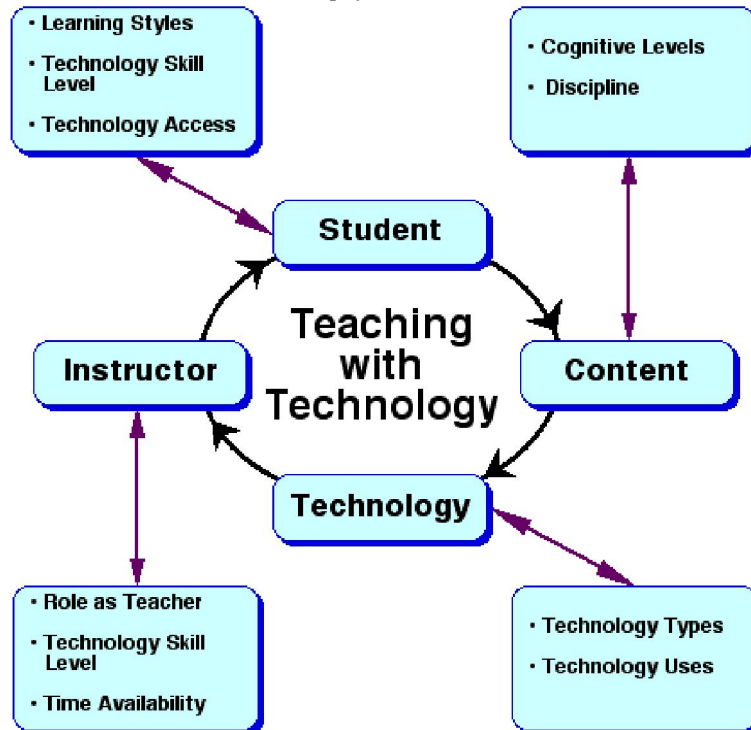 • Learning Styles
• Technology Skill
Level
• Technology Access
• Cognitive Levels
• Discipline
Student
Teaching
with
Technology
Instructor
Content
Technology
• Role as Teacher
• Technology Skill
Level
• Time Availability
• Technology Types
• Technology Uses